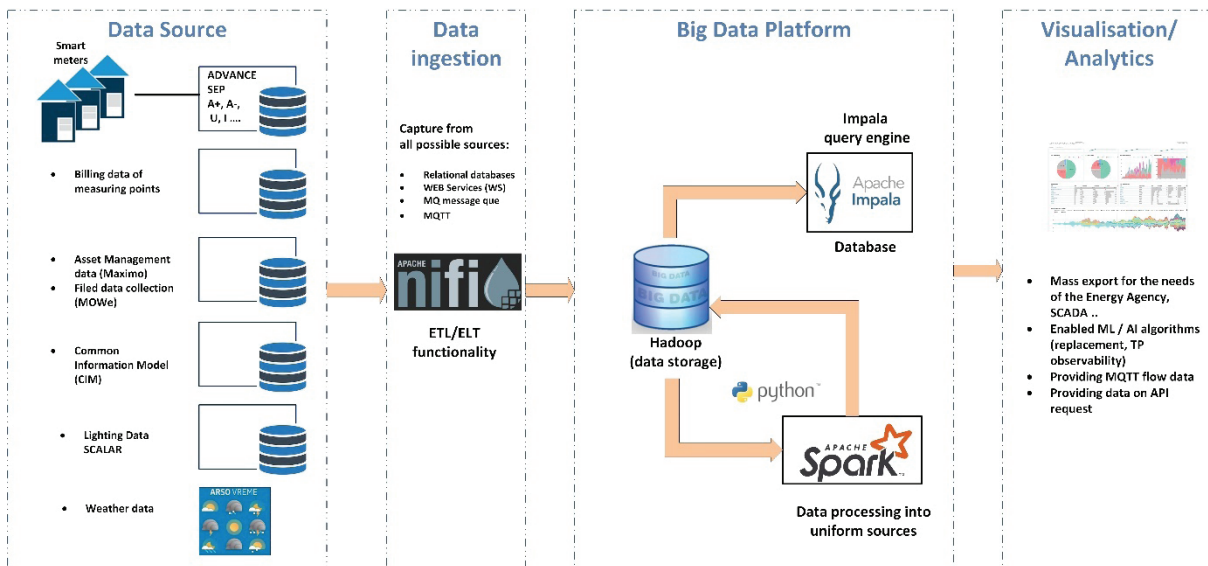 Data Source
Smart
meters
ADVANCE
SEP
A+, A-,
U, I ....
• Billing data of
measuring points
• Asset Management
data (Maximo)
• Filed data collection
(MOWe)
• Common
Information Model
(CIM)
• Lighting Data
SCALAR
• Weather data
ARSO VREME
Data
ingestion
Capture from
all possible sources:
• Relational databases
• WEB Services (WS)
• MQ message que
• MQTT
APACHE
nifi
ETL/ELT
functionality
Big Data Platform
Impala
query engine
Apache
Impala
Database
BIG DATA
BIG DATA
Hadoop
(data storage)
python™
APACHE
Spark™
Data processing into
uniform sources
Visualisation/
Analytics
• Mass export for the needs
of the Energy Agency,
SCADA ..
• Enabled ML / AI algorithms
(replacement, TP
observability)
• Providing MQTT flow data
• Providing data on API
request